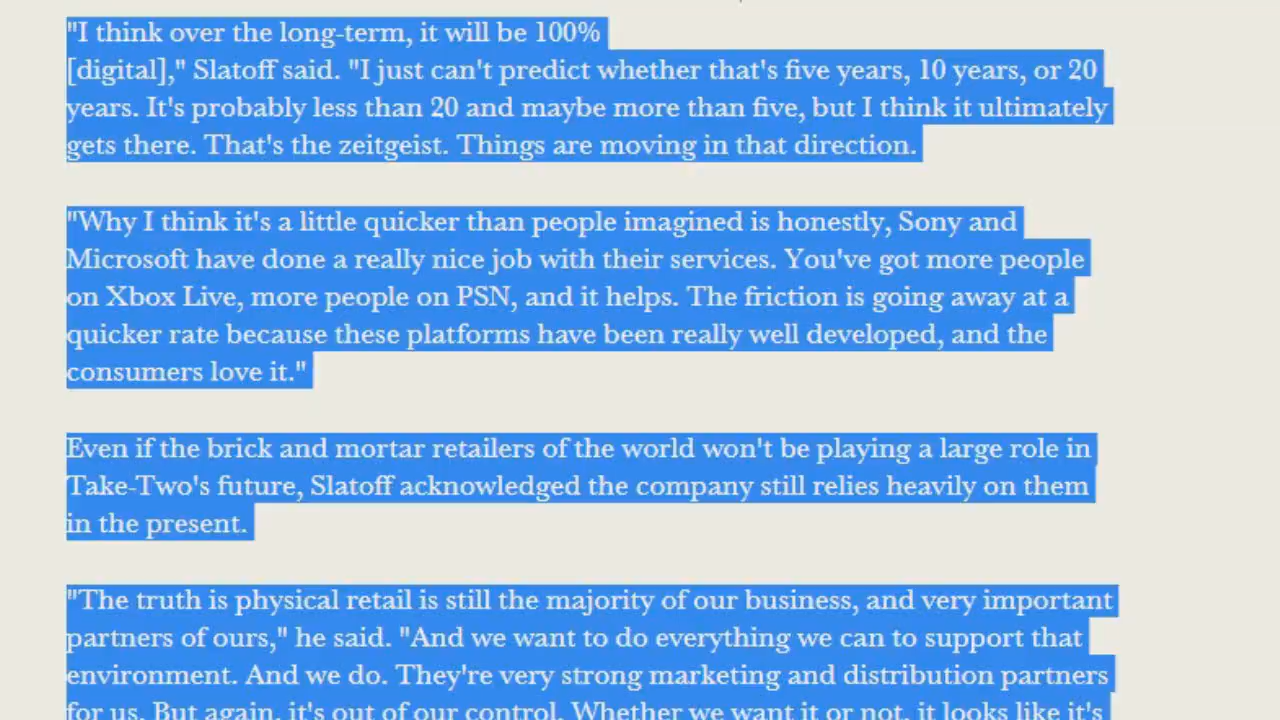 "I think over the long-term, it will be 100%
[digital]," Slatoff said. "I just can't predict whether that's five years, 10 years, or 20
years. It's probably less than 20 and maybe more than five, but I think it ultimately
gets there. That's the zeitgeist. Things are moving in that direction.
"Why I think it's a little quicker than people imagined is honestly, Sony and
Microsoft have done a really nice job with their services. You've got more people
on Xbox Live, more people on PSN, and it helps. The friction is going away at a
quicker rate because these platforms have been really well developed, and the
consumers love it."
Even if the brick and mortar retailers of the world won't be playing a large role in
Take-Two's future, Slatoff acknowledged the company still relies heavily on them
in the present.
"The truth is physical retail is still the majority of our business, and very important
partners of ours," he said. "And we want to do everything we can to support that
environment. And we do. They're very strong marketing and distribution partners
for us. But again, it's out of our control. Whether we want it or not, it looks like it's